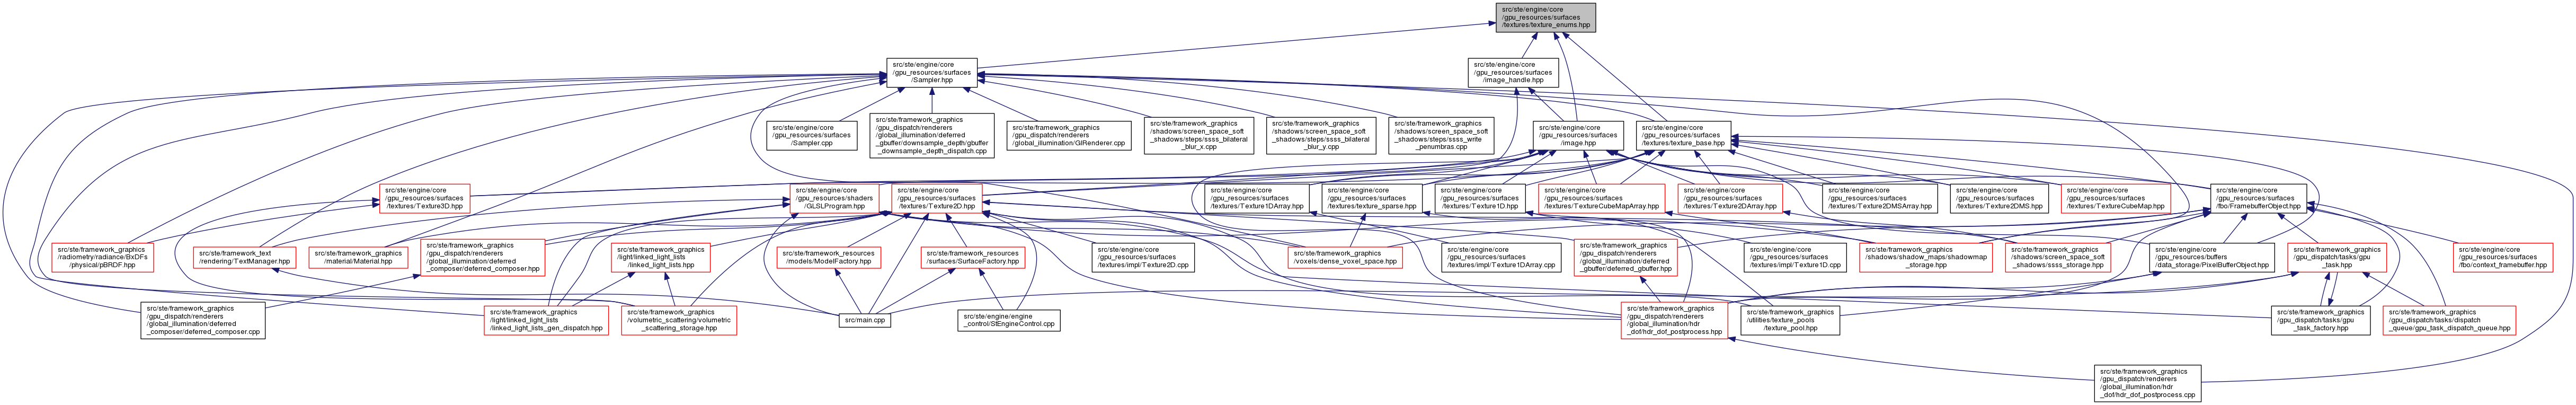 src/ste/engine/core
/gpu_resources/surfaces
/textures/texture_enums.hpp
src/ste/engine/core
/gpu_resources/surfaces
/Sampler.hpp
src/ste/engine/core
/gpu_resources/surfaces
/image_handle.hpp
src/ste/engine/core
/gpu_resources/surfaces
/Sampler.cpp
src/ste/framework_graphics
/gpu_dispatch/renderers
/global_illumination/deferred
_gbuffer/downsample_depth/gbuffer
_downsample_depth_dispatch.cpp
src/ste/framework_graphics
/gpu_dispatch/renderers
/global_illumination/GIRenderer.cpp
src/ste/framework_graphics
/shadows/screen_space_soft
_shadows/steps/ssss_bilateral
_blur_x.cpp
src/ste/framework_graphics
/shadows/screen_space_soft
_shadows/steps/ssss_bilateral
_blur_y.cpp
src/ste/framework_graphics
/shadows/screen_space_soft
_shadows/steps/ssss_write
_penumbras.cpp
src/ste/engine/core
/gpu_resources/surfaces
/image.hpp
src/ste/engine/core
/gpu_resources/surfaces
/textures/texture_base.hpp
src/ste/engine/core
/gpu_resources/surfaces
/textures/Texture3D.hpp
src/ste/engine/core
/gpu_resources/shaders
/GLSLProgram.hpp
src/ste/engine/core
/gpu_resources/surfaces
/textures/Texture2D.hpp
src/ste/engine/core
/gpu_resources/surfaces
/textures/Texture1DArray.hpp
src/ste/engine/core
/gpu_resources/surfaces
/textures/texture_sparse.hpp
src/ste/engine/core
/gpu_resources/surfaces
/textures/Texture1D.hpp
src/ste/engine/core
/gpu_resources/surfaces
/textures/TextureCubeMapArray.hpp
src/ste/engine/core
/gpu_resources/surfaces
/textures/Texture2DArray.hpp
src/ste/engine/core
/gpu_resources/surfaces
/textures/Texture2DMSArray.hpp
src/ste/engine/core
/gpu_resources/surfaces
/textures/Texture2DMS.hpp
src/ste/engine/core
/gpu_resources/surfaces
/textures/TextureCubeMap.hpp
src/ste/engine/core
/gpu_resources/surfaces
/fbo/FramebufferObject.hpp
src/ste/framework_graphics
/radiometry/radiance/BxDFs
/physical/pBRDF.hpp
src/ste/framework_text
/rendering/TextManager.hpp
src/ste/framework_graphics
/material/Material.hpp
src/ste/framework_graphics
/gpu_dispatch/renderers
/global_illumination/deferred
_composer/deferred_composer.hpp
src/ste/framework_graphics
/light/linked_light_lists
/linked_light_lists.hpp
src/ste/framework_resources
/models/ModelFactory.hpp
src/ste/framework_resources
/surfaces/SurfaceFactory.hpp
src/ste/engine/core
/gpu_resources/surfaces
/textures/impl/Texture2D.cpp
src/ste/framework_graphics
/voxels/dense_voxel_space.hpp
src/ste/engine/core
/gpu_resources/surfaces
/textures/impl/Texture1DArray.cpp
src/ste/framework_graphics
/gpu_dispatch/renderers
/global_illumination/deferred
_gbuffer/deferred_gbuffer.hpp
src/ste/engine/core
/gpu_resources/surfaces
/textures/impl/Texture1D.cpp
src/ste/framework_graphics
/shadows/shadow_maps/shadowmap
_storage.hpp
src/ste/framework_graphics
/shadows/screen_space_soft
_shadows/ssss_storage.hpp
src/ste/engine/core
/gpu_resources/buffers
/data_storage/PixelBufferObject.hpp
src/ste/framework_graphics
/gpu_dispatch/tasks/gpu
_task.hpp
src/ste/engine/core
/gpu_resources/surfaces
/fbo/context_framebuffer.hpp
src/ste/framework_graphics
/gpu_dispatch/renderers
/global_illumination/deferred
_composer/deferred_composer.cpp
src/ste/framework_graphics
/light/linked_light_lists
/linked_light_lists_gen_dispatch.hpp
src/ste/framework_graphics
/volumetric_scattering/volumetric
_scattering_storage.hpp
src/main.cpp
src/ste/engine/engine
_control/StEngineControl.cpp
src/ste/framework_graphics
/gpu_dispatch/renderers
/global_illumination/hdr
_dof/hdr_dof_postprocess.hpp
src/ste/framework_graphics
/utilities/texture_pools
/texture_pool.hpp
src/ste/framework_graphics
/gpu_dispatch/tasks/gpu
_task_factory.hpp
src/ste/framework_graphics
/gpu_dispatch/tasks/dispatch
_queue/gpu_task_dispatch_queue.hpp
src/ste/framework_graphics
/gpu_dispatch/renderers
/global_illumination/hdr
_dof/hdr_dof_postprocess.cpp